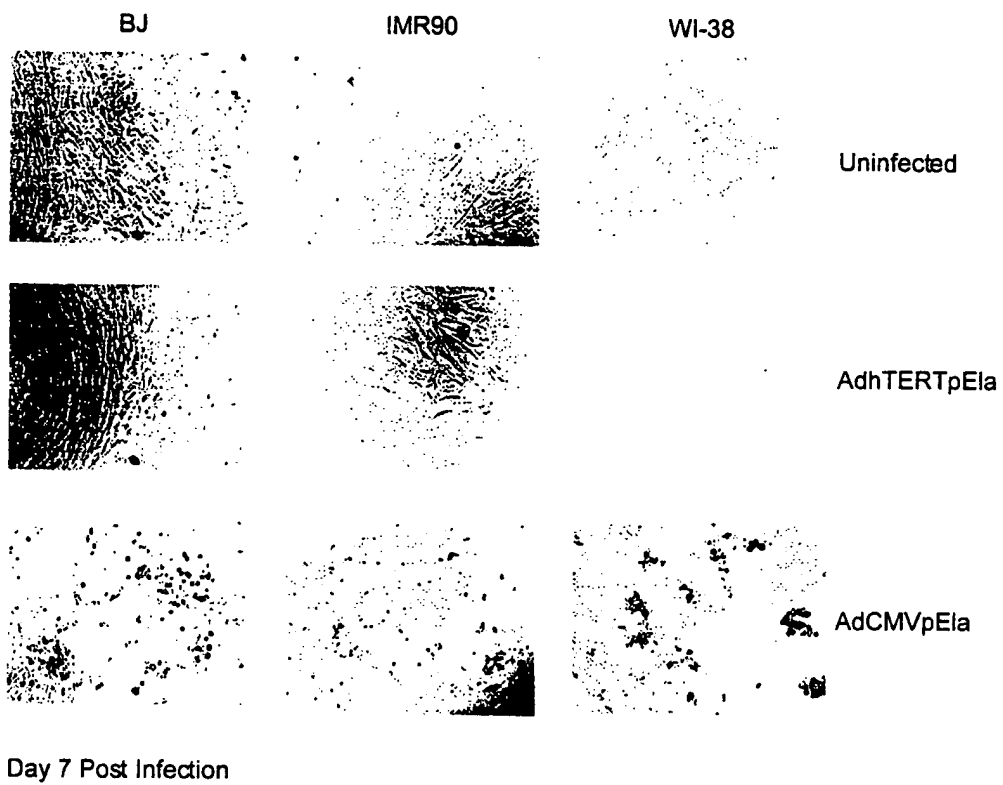 BJ
IMR90
WI-38
Uninfected
AdhTERTpEla
AdCMVpEla
Day 7 Post Infection